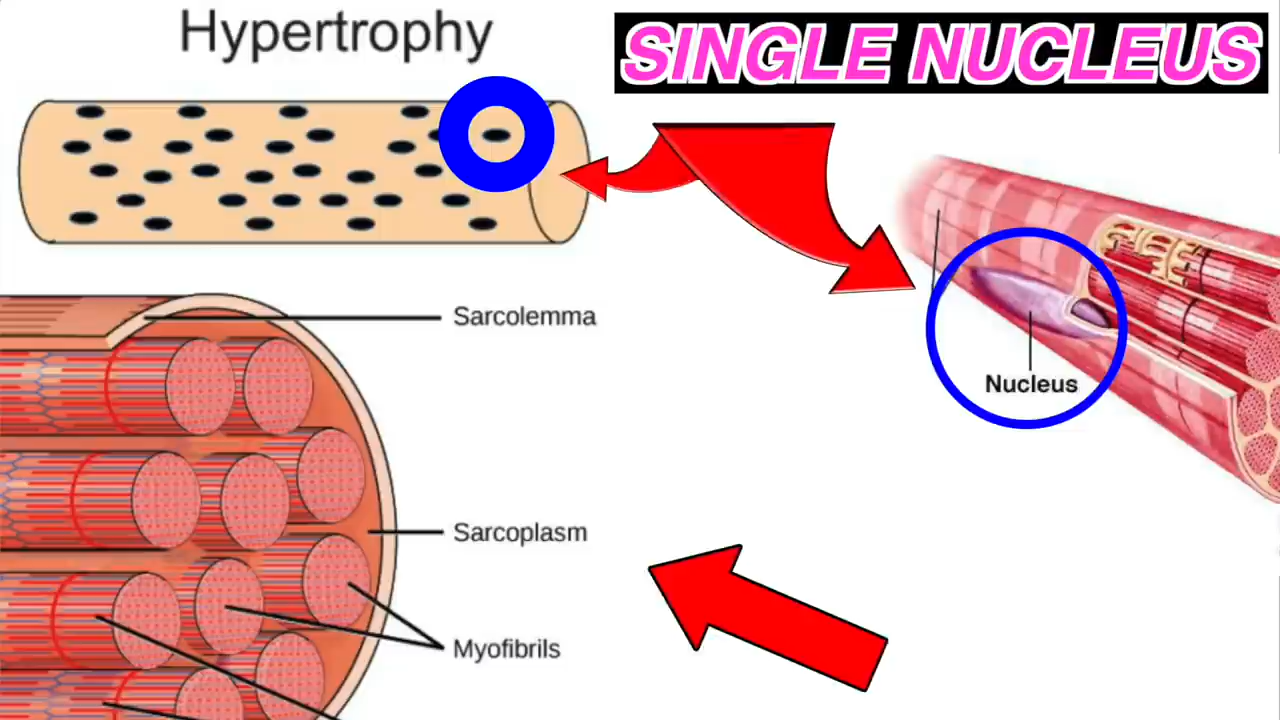 Hypertrophy
SINGLE NUCLEUS
Sarcolemma
Nucleus
Sarcoplasm
Myofibrils